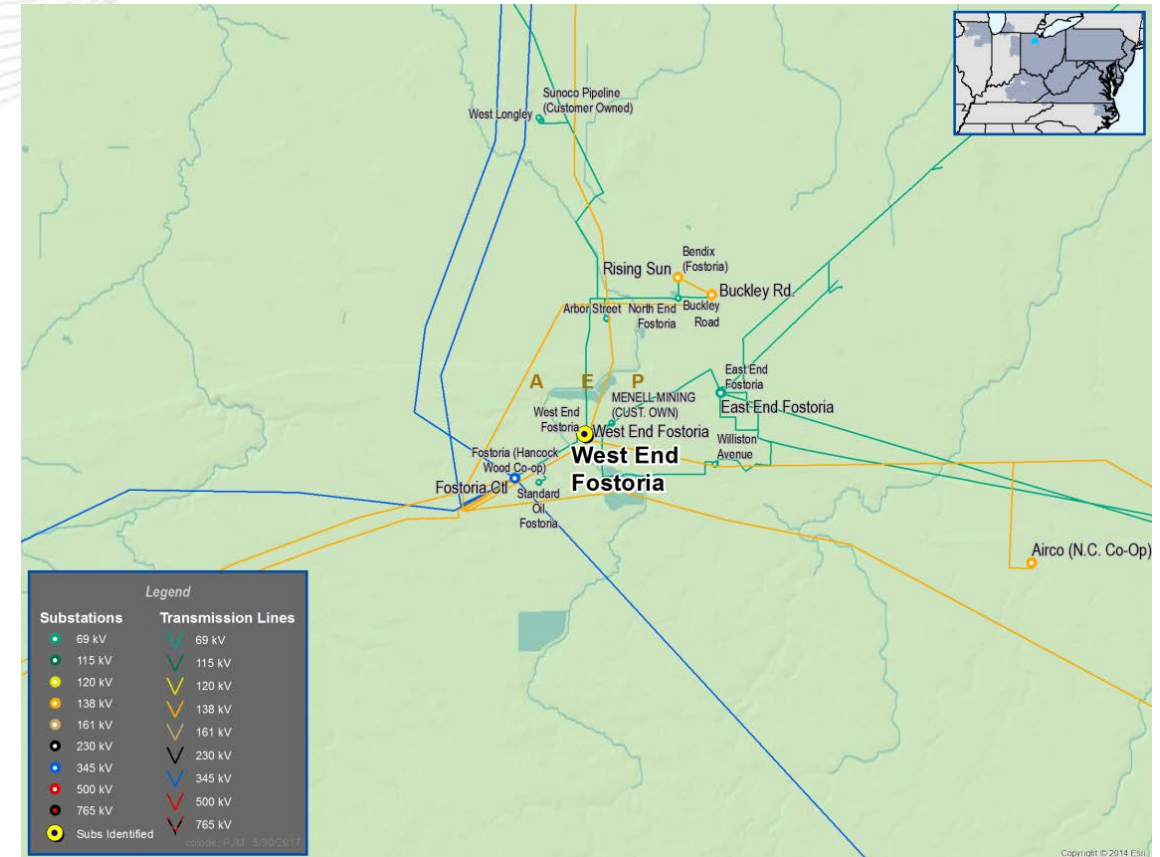 Sunoco Pipeline
(Customer Owned)
West Longley
Bendix
(Fostoria)
Rising Sun
Buckley Rd.
Arbor Street
North End
Fostoria
Buckley
Road
A E P
East End
Fostoria
East End Fostoria
MENELL MINING
(CUST. OWN)
West End
Fostoria
West End Fostoria
West End
Fostoria
Williston
Avenue
Fostoria (Hancock
Wood Co-op)
Fostoria Ctl
Standard
Oil
Fostoria
Airco (N.C. Co-Op)
Legend
Substations
69 kV
115 kV
120 kV
138 kV
161 kV
230 kV
345 kV
500 kV
765 kV
Subs Identified
Transmission Lines
69 kV
115 kV
120 kV
138 kV
161 kV
230 kV
345 kV
500 kV
765 kV
PJM 5/30/2017
Copyright © 2014 Esri